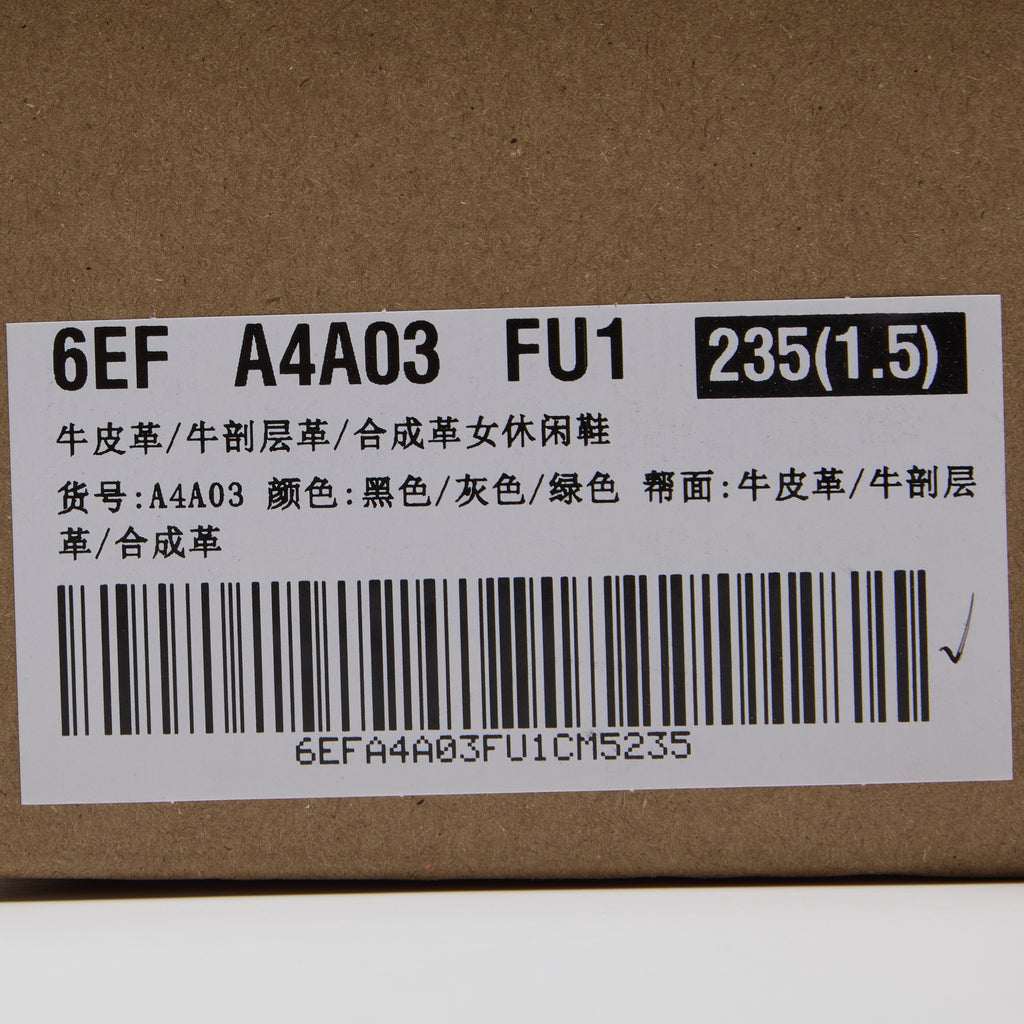 6EF A4A03 FU1 235(1.5)
牛皮革/牛剖层革/合成革女休闲鞋
货号:A4A03 颜色:黑色/灰色/绿色 帮面:牛皮革/牛剖层
革/合成革
6EFA4A03FU1CM5235